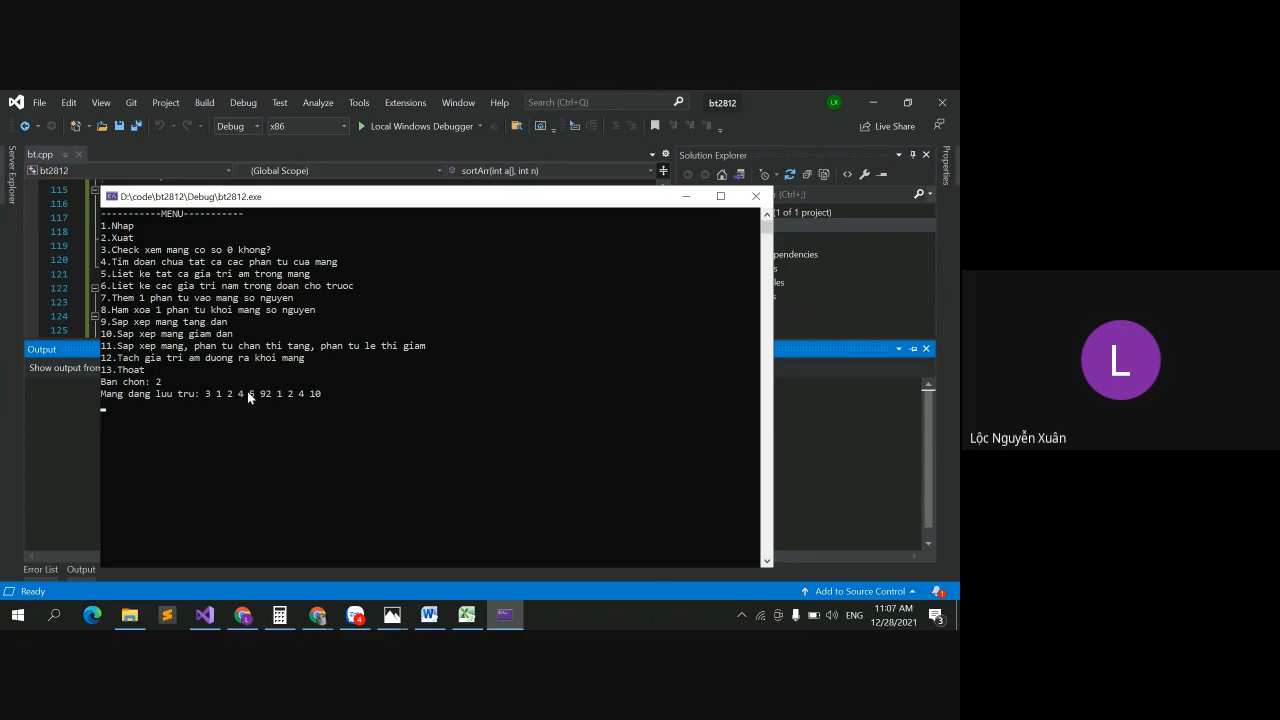 File Edit View Git Project Build Debug Test Analyze Tools Extensions Window Help Search (Ctrl+Q) bt2812 LX
Debug x86 Local Windows Debugger Live Share
Server Explorer
bt.cpp
Solution Explorer
Properties
bt2812 (Global Scope) sortArr(int a[], int n)
115
116
117
118
119
120
121
122
123
124
125
D:\code\bt2812\Debug\bt2812.exe
-----------MENU-----------
1.Nhap
2.Xuat
3.Check xem mang co so 0 khong?
4.Tim doan chua tat ca cac phan tu cua mang
5.Liet ke tat ca gia tri am trong mang
6.Liet ke cac gia tri nam trong doan cho truoc
7.Them 1 phan tu vao mang so nguyen
8.Ham xoa 1 phan tu khoi mang so nguyen
9.Sap xep mang tang dan
10.Sap xep mang giam dan
11.Sap xep mang, phan tu chan thi tang, phan tu le thi giam
12.Tach gia tri am duong ra khoi mang
13.Thoat
Ban chon: 2
Mang dang luu tru: 3 1 2 4 5 92 1 2 4 10
(1 of 1 project)
Output
Show output from
Error List Output
Ready Add to Source Control 1
4 ENG 11:07 AM
12/28/2021 3
L
Lộc Nguyễn Xuân